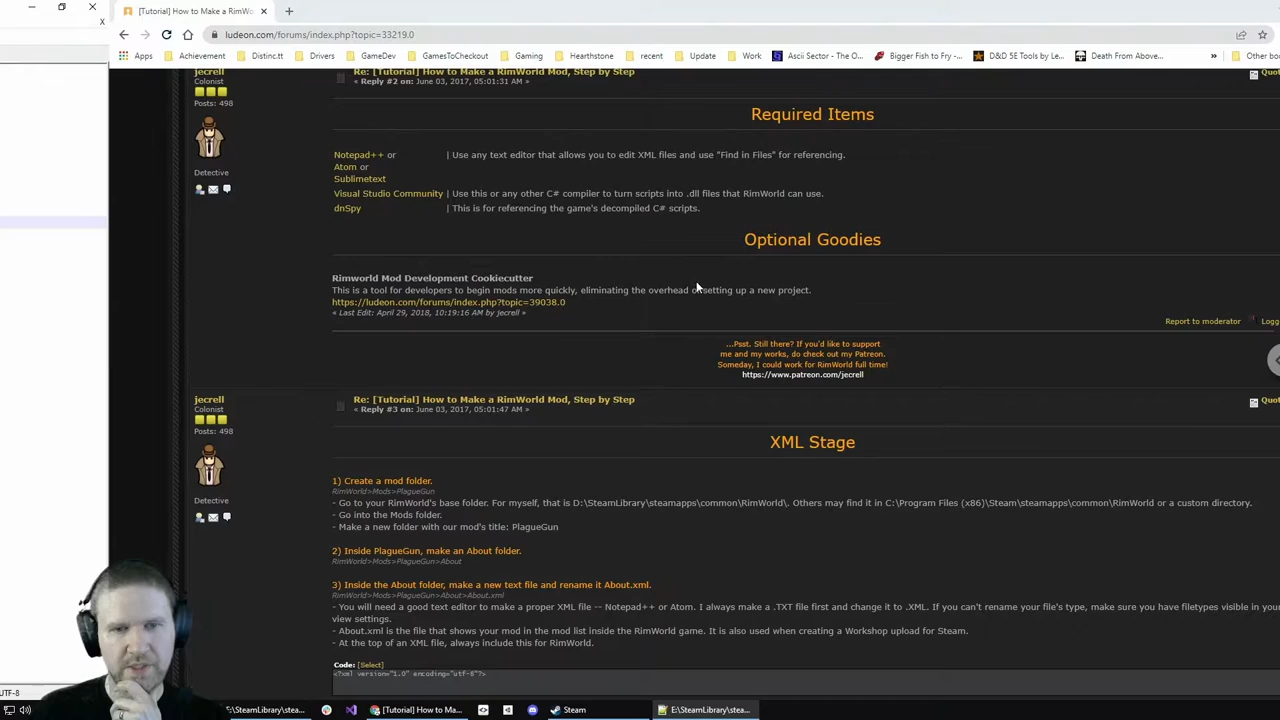 x
[Tutorial] How to Make a RimWo
ludeon.com/forums/index.php?topic=33219.0
Apps
Achievement
Distinc.tt
Drivers
GameDev
GamesToCheckout
Gaming
Hearthstone
recent
Update
Work
Ascii Sector - The O...
Bigger Fish to Fry -...
D&D 5E Tools by Le...
Death From Above...
»
Other bo
jecrell
Colonist
Posts: 498
Detective
Re: [Tutorial] How to Make a RimWorld Mod, Step by Step
« Reply #2 on: June 03, 2017, 05:01:31 AM »
Quot
Required Items
Notepad++ or
Atom or
Sublimetext
| Use any text editor that allows you to edit XML files and use "Find in Files" for referencing.
Visual Studio Community | Use this or any other C# compiler to turn scripts into .dll files that RimWorld can use.
dnSpy | This is for referencing the game's decompiled C# scripts.
Optional Goodies
Rimworld Mod Development Cookiecutter
This is a tool for developers to begin mods more quickly, eliminating the overhead of setting up a new project.
https://ludeon.com/forums/index.php?topic=39038.0
« Last Edit: April 29, 2018, 10:19:16 AM by jecrell »
Report to moderator
Logg
...Psst. Still there? If you'd like to support
me and my works, do check out my Patreon.
Someday, I could work for RimWorld full time!
https://www.patreon.com/jecrell
jecrell
Colonist
Posts: 498
Detective
Re: [Tutorial] How to Make a RimWorld Mod, Step by Step
« Reply #3 on: June 03, 2017, 05:01:47 AM »
Quot
XML Stage
1) Create a mod folder.
RimWorld>Mods>PlagueGun
- Go to your RimWorld's base folder. For myself, that is D:\SteamLibrary\steamapps\common\RimWorld\. Others may find it in C:\Program Files (x86)\Steam\steamapps\common\RimWorld or a custom directory.
- Go into the Mods folder.
- Make a new folder with our mod's title: PlagueGun
2) Inside PlagueGun, make an About folder.
RimWorld>Mods>PlagueGun>About
3) Inside the About folder, make a new text file and rename it About.xml.
RimWorld>Mods>PlagueGun>About>About.xml
- You will need a good text editor to make a proper XML file -- Notepad++ or Atom. I always make a .TXT file first and change it to .XML. If you can't rename your file's type, make sure you have filetypes visible in your
view settings.
- About.xml is the file that shows your mod in the mod list inside the RimWorld game. It is also used when creating a Workshop upload for Steam.
- At the top of an XML file, always include this for RimWorld.
Code: [Select]
<?xml version="1.0" encoding="utf-8"?>
UTF-8
E:\SteamLibrary\stea...
[Tutorial] How to Ma...
Steam
E:\SteamLibrary\stea...